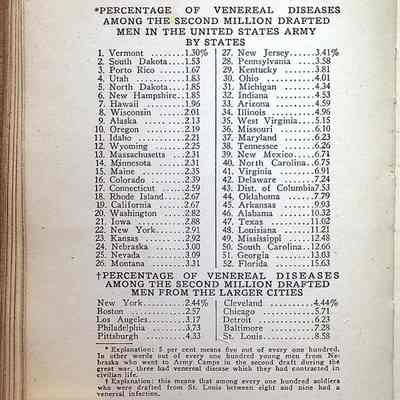 *PERCENTAGE OF VENEREAL DISEASES
AMONG THE SECOND MILLION DRAFTED
MEN IN THE UNITED STATES ARMY
BY STATES
1. Vermont ........1.30%
2. South Dakota....1.53
3. Porto Rico ......1.67
4. Utah ............1.83
5. North Dakota....1.85
6. New Hampshire..1.85
7. Hawaii ..........1.96
8. Wisconsin .......2.01
9. Alaska ..........2.13
10. Oregon ..........2.19
11. Idaho ...........2.21
12. Wyoming ........2.25
13. Massachusetts ...2.31
14. Minnesota .......2.31
15. Maine ...........2.35
16. Colorado ........2.39
17. Connecticut .....2.59
18. Rhode Island ....2.67
19. California .......2.67
20. Washington .....2.82
21. Iowa ............2.88
22. New York........2.91
23. Kansas ..........2.92
24. Nebraska ........3.00
25. Nevada ..........3.09
26. Montana .........3.31
27. New Jersey......3.41%
28. Pennsylvania ....3.58
29. Kentucky ........3.81
30. Ohio ............4.01
31. Michigan ........4.34
32. Indiana .........4.53
33. Arizona .........4.59
34. Illinois ..........4.96
35. West Virginia....5.15
36. Missouri .........6.10
37. Maryland ........6.23
38. Tennessee .......6.26
39. New Mexico.....6.71
40. North Carolina...6.75
41. Virginia .........6.91
42. Delaware ........7.24
43. Dist. of Columbia7.53
44. Oklahoma .......7.79
45. Arkansas ........9.93
46. Alabama ........10.32
47. Texas ..........11.02
48. Louisiana .......11.21
49. Mississippi ......12.48
50. South Carolina...12.66
51. Georgia .........13.03
52. Florida ..........15.63
†PERCENTAGE OF VENEREAL DISEASES
AMONG THE SECOND MILLION DRAFTED
MEN FROM THE LARGER CITIES
New York ..........2.44%
Boston .............2.57
Los Angeles ........3.17
Philadelphia ........3.73
Pittsburgh ..........4.33
Cleveland ..........4.44%
Chicago ............5.71
Detroit .............6.23
Baltimore ..........7.28
St. Louis............8.58
* Explanation: 5 per cent means five out of every one hundred.
In other words out of every one hundred young men from Ne-
braska who went to Army Camps in the second draft during the
great war, three had venereal disease which they had contracted in
civilian life.
† Explanation: this means that among every one hundred soldiers
who were drafted from St. Louis between eight and nine had a
venereal infection.